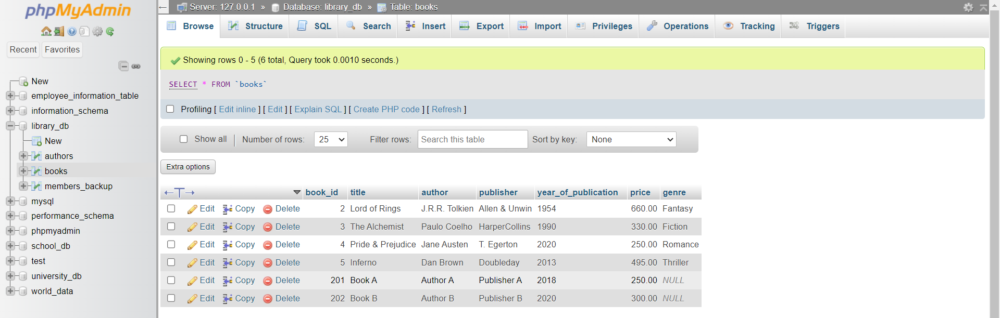 phpMyAdmin
Recent Favorites
New
employee_information_table
information_schema
library_db
New
authors
books
members_backup
mysql
performance_schema
phpmyadmin
school_db
test
university_db
world_data
Server: 127.0.0.1 » Database: library_db » Table: books
Browse Structure SQL Search Insert Export Import Privileges Operations Tracking Triggers
Showing rows 0 - 5 (6 total, Query took 0.0010 seconds.)
SELECT * FROM `books`
Profiling [ Edit inline ] [ Edit ] [ Explain SQL ] [ Create PHP code ] [ Refresh ]
Show all Number of rows: 25 Filter rows: Search this table Sort by key: None
Extra options
book_id title author publisher year_of_publication price genre
Edit Copy Delete 2 Lord of Rings J.R.R. Tolkien Allen & Unwin 1954 660.00 Fantasy
Edit Copy Delete 3 The Alchemist Paulo Coelho HarperCollins 1990 330.00 Fiction
Edit Copy Delete 4 Pride & Prejudice Jane Austen T. Egerton 2020 250.00 Romance
Edit Copy Delete 5 Inferno Dan Brown Doubleday 2013 495.00 Thriller
Edit Copy Delete 201 Book A Author A Publisher A 2018 250.00 NULL
Edit Copy Delete 202 Book B Author B Publisher B 2020 300.00 NULL